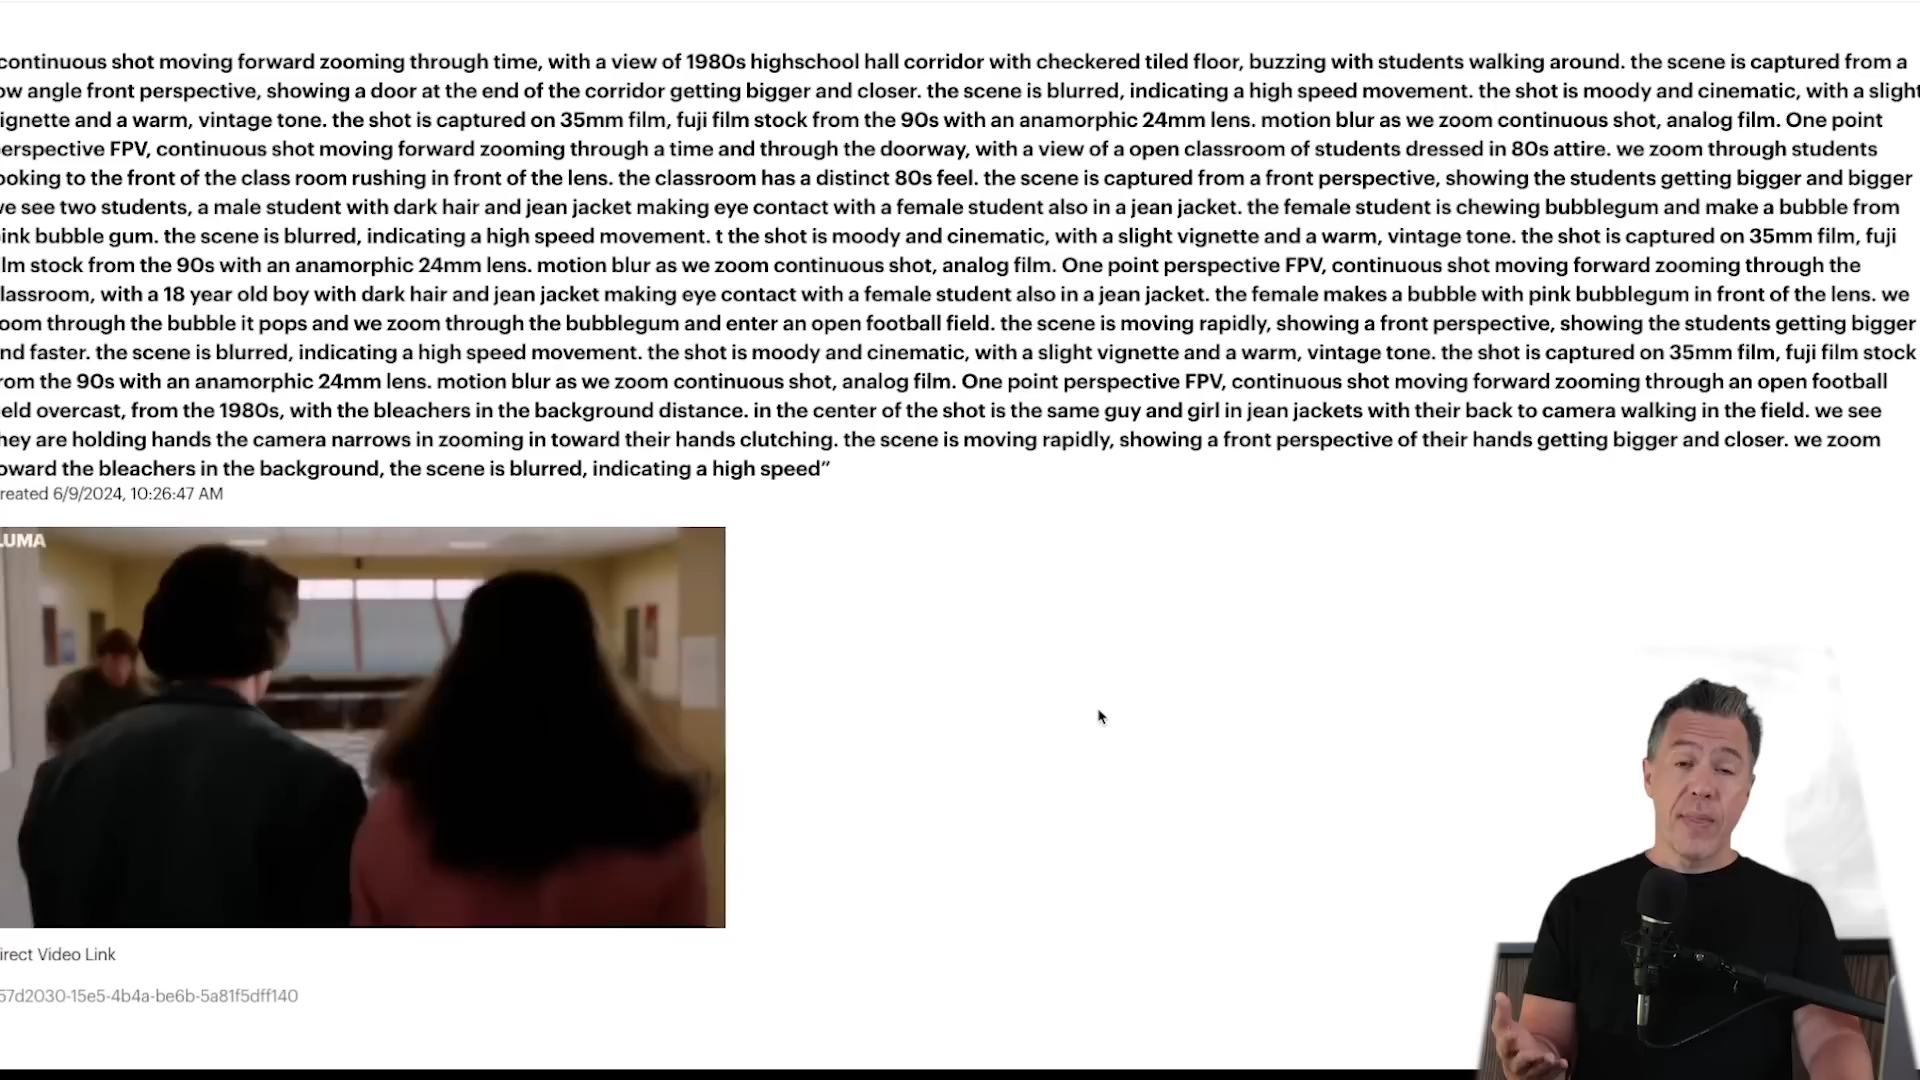 continuous shot moving forward zooming through time, with a view of 1980s highschool hall corridor with checkered tiled floor, buzzing with students walking around. the scene is captured from a
ow angle front perspective, showing a door at the end of the corridor getting bigger and closer. the scene is blurred, indicating a high speed movement. the shot is moody and cinematic, with a slight
ignette and a warm, vintage tone. the shot is captured on 35mm film, fuji film stock from the 90s with an anamorphic 24mm lens. motion blur as we zoom continuous shot, analog film. One point
erspective FPV, continuous shot moving forward zooming through a time and through the doorway, with a view of a open classroom of students dressed in 80s attire. we zoom through students
ooking to the front of the class room rushing in front of the lens. the classroom has a distinct 80s feel. the scene is captured from a front perspective, showing the students getting bigger and bigger
ve see two students, a male student with dark hair and jean jacket making eye contact with a female student also in a jean jacket. the female student is chewing bubblegum and make a bubble from
ink bubble gum. the scene is blurred, indicating a high speed movement. t the shot is moody and cinematic, with a slight vignette and a warm, vintage tone. the shot is captured on 35mm film, fuji
lm stock from the 90s with an anamorphic 24mm lens. motion blur as we zoom continuous shot, analog film. One point perspective FPV, continuous shot moving forward zooming through the
lassroom, with a 18 year old boy with dark hair and jean jacket making eye contact with a female student also in a jean jacket. the female makes a bubble with pink bubblegum in front of the lens. we
oom through the bubble it pops and we zoom through the bubblegum and enter an open football field. the scene is moving rapidly, showing a front perspective, showing the students getting bigger
nd faster. the scene is blurred, indicating a high speed movement. the shot is moody and cinematic, with a slight vignette and a warm, vintage tone. the shot is captured on 35mm film, fuji film stock
rom the 90s with an anamorphic 24mm lens. motion blur as we zoom continuous shot, analog film. One point perspective FPV, continuous shot moving forward zooming through an open football
eld overcast, from the 1980s, with the bleachers in the background distance. in the center of the shot is the same guy and girl in jean jackets with their back to camera walking in the field. we see
hey are holding hands the camera narrows in zooming in toward their hands clutching. the scene is moving rapidly, showing a front perspective of their hands getting bigger and closer. we zoom
oward the bleachers in the background, the scene is blurred, indicating a high speed”
reated 6/9/2024, 10:26:47 AM
LUMA
irect Video Link
57d2030-15e5-4b4a-be6b-5a81f5dff140